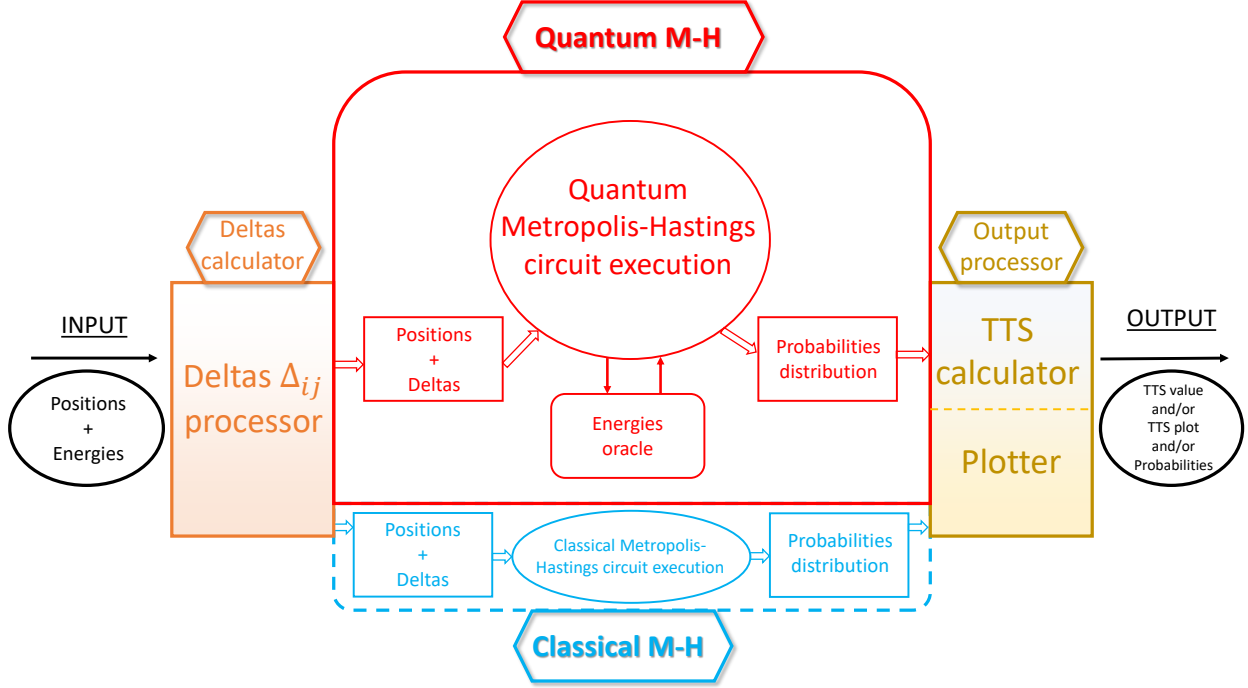 Quantum M-H
Quantum
Metropolis-Hastings
circuit execution
Deltas
calculator
Output
processor
INPUT
Positions
+
Energies
Deltas Δij
processor
Positions
+
Deltas
Energies
oracle
Probabilities
distribution
TTS
calculator
Plotter
OUTPUT
TTS value
and/or
TTS plot
and/or
Probabilities
Positions
+
Deltas
Classical Metropolis-
Hastings circuit execution
Probabilities
distribution
Classical M-H